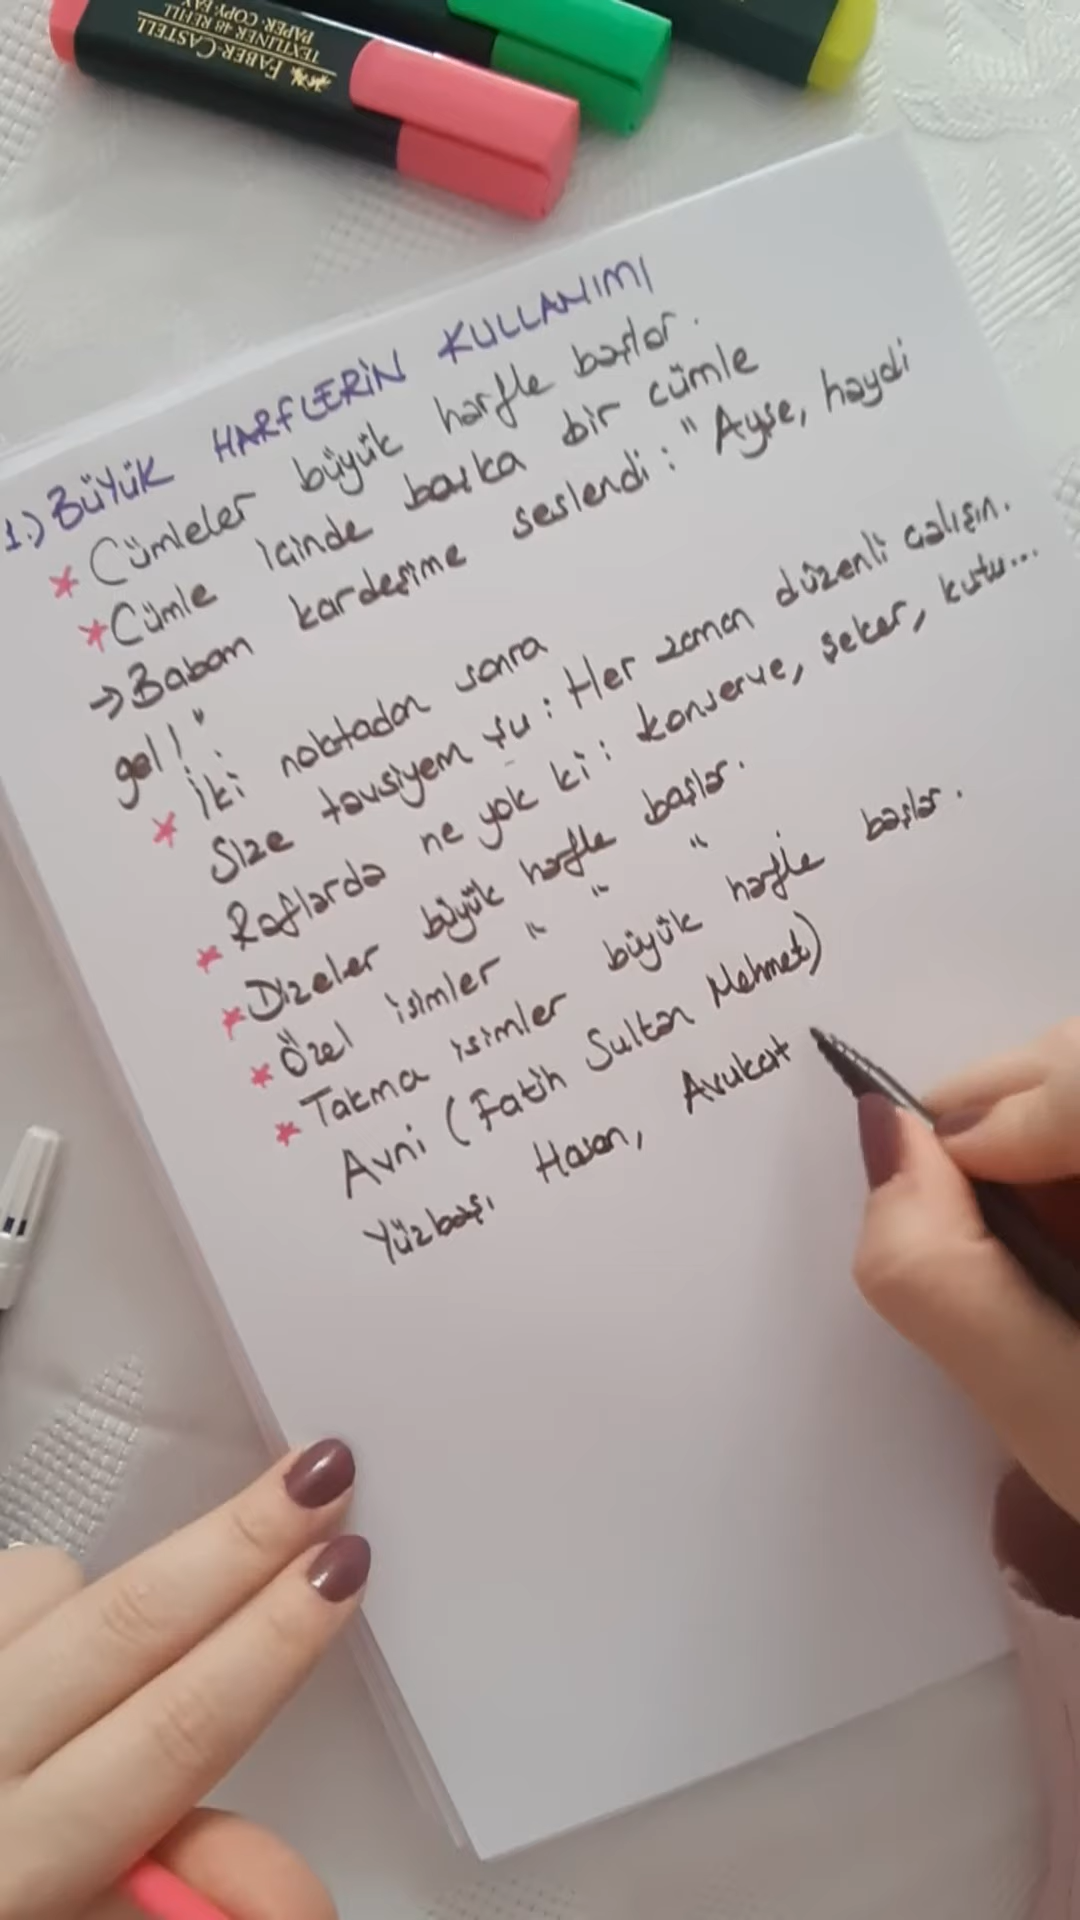 FABER-CASTELL
TEXTLINER 48 REFILL
1.) BÜYÜK HARFLERİN KULLANIMI
* Cümleler büyük harfle başlar.
* Cümle içinde başka bir cümle
→ Babam kardeşime seslendi : "Ayşe, haydi
gel!"
* İki noktadan sonra
Size tavsiyem şu : Her zaman düzenli çalışın.
* Raflarda ne yok ki : konserve, şeker, kutu...
* Dizeler büyük harfle başlar.
* Özel isimler " " "
* Takma isimler büyük harfle başlar.
Avni (Fatih Sultan Mehmet)
Yüzbaşı Hasan, Avukat